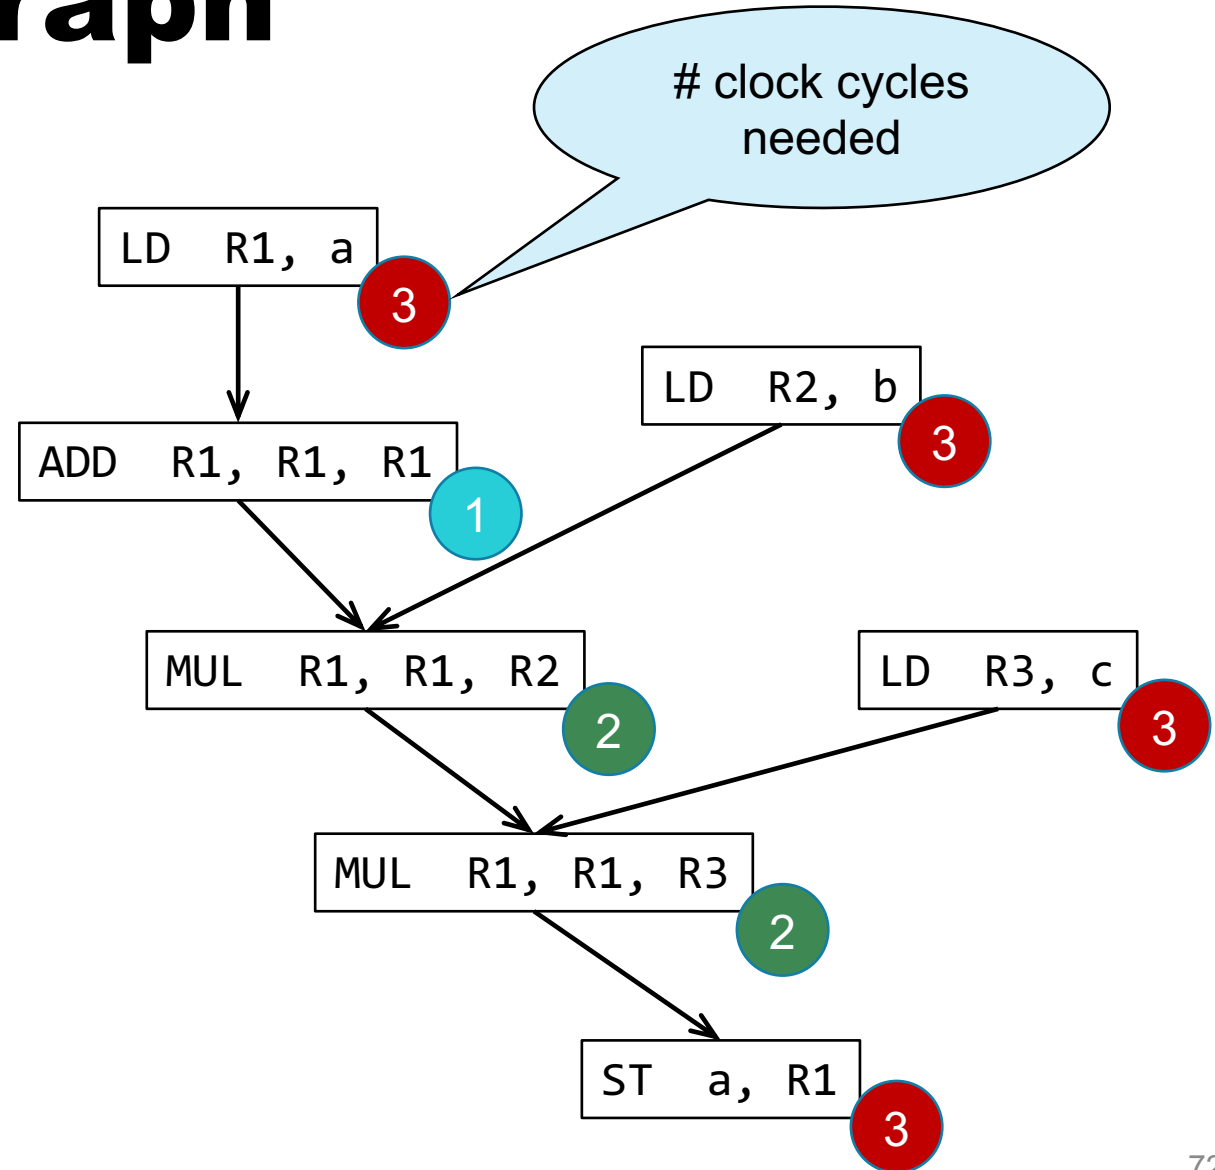 raph
# clock cycles
needed
LD R1, a
3
LD R2, b
3
ADD R1, R1, R1
1
MUL R1, R1, R2
2
LD R3, c
3
MUL R1, R1, R3
2
ST a, R1
3